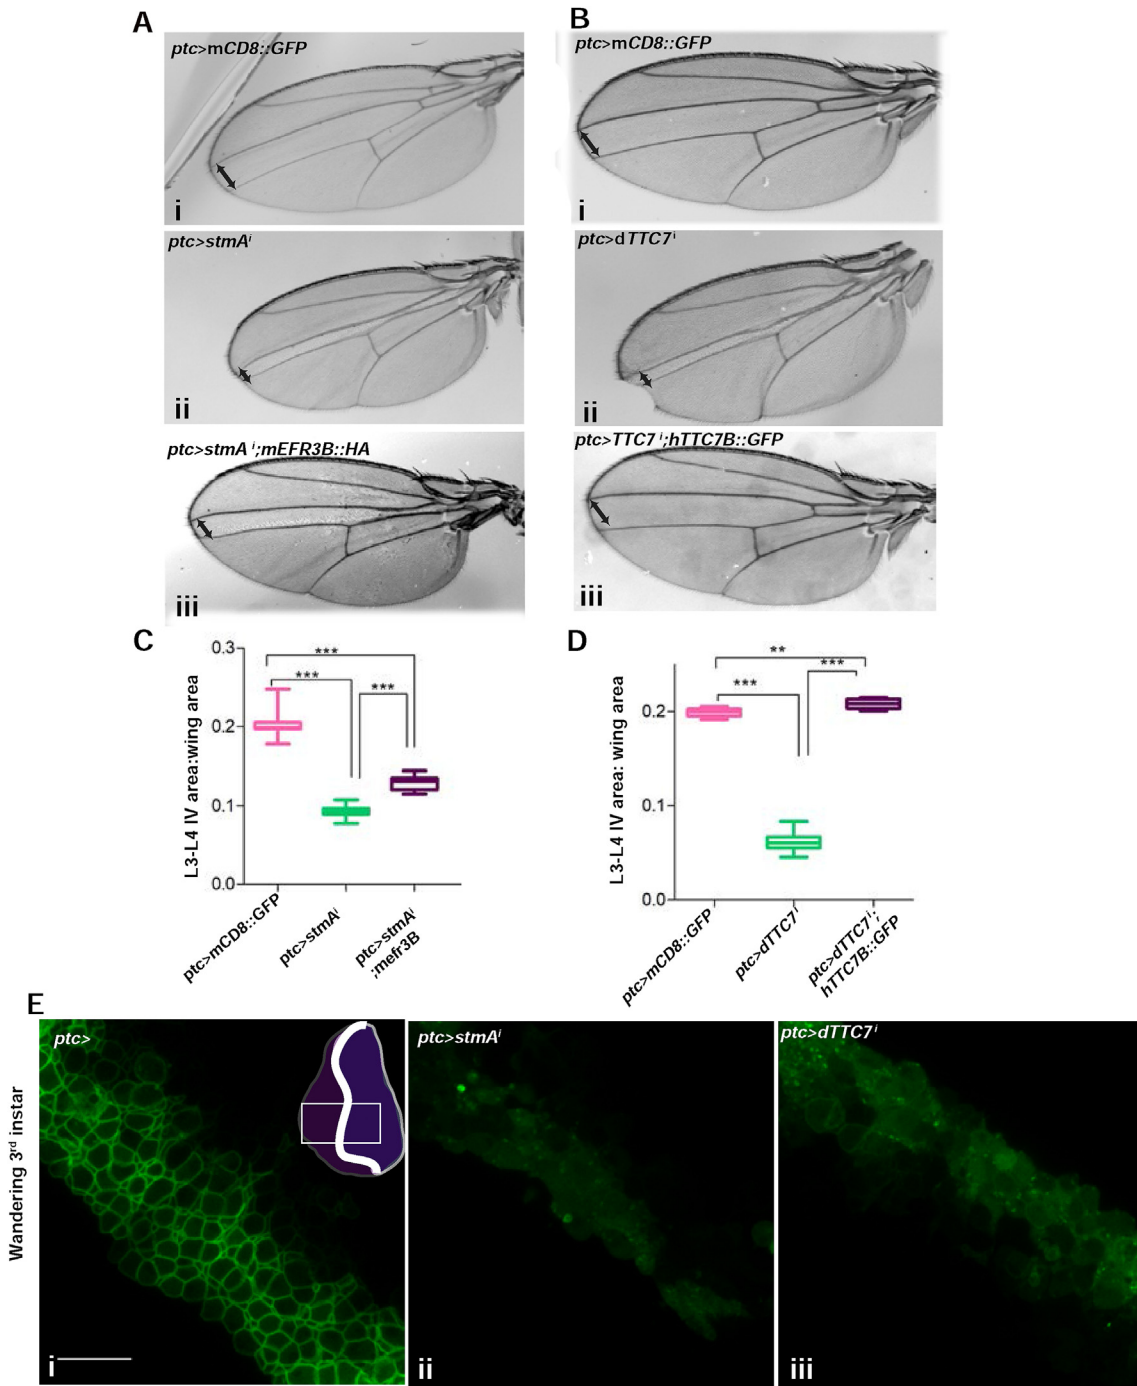 A
ptc>mCD8::GFP
i
ptc>stmAⁱ
ii
ptc>stmA ⁱ;mEFR3B::HA
iii
B
ptc>mCD8::GFP
i
ptc>dTTC7ⁱ
ii
ptc>TTC7 ⁱ;hTTC7B::GFP
iii
C
L3-L4 IV area:wing area
0.3
0.2
0.1
0.0
***
***
***
ptc>mCD8::GFP
ptc>stmAⁱ
ptc>stmAⁱ
:mefr3B
D
L3-L4 IV area: wing area
0.2
0.1
0.0
**
***
***
ptc>mCD8::GFP
ptc>dTTC7ⁱ
ptc>dTTC7ⁱ;
hTTC7B::GFP
E
Wandering 3ʳᵈ instar
ptc>
i
ptc>stmAⁱ
ii
ptc>dTTC7ⁱ
iii